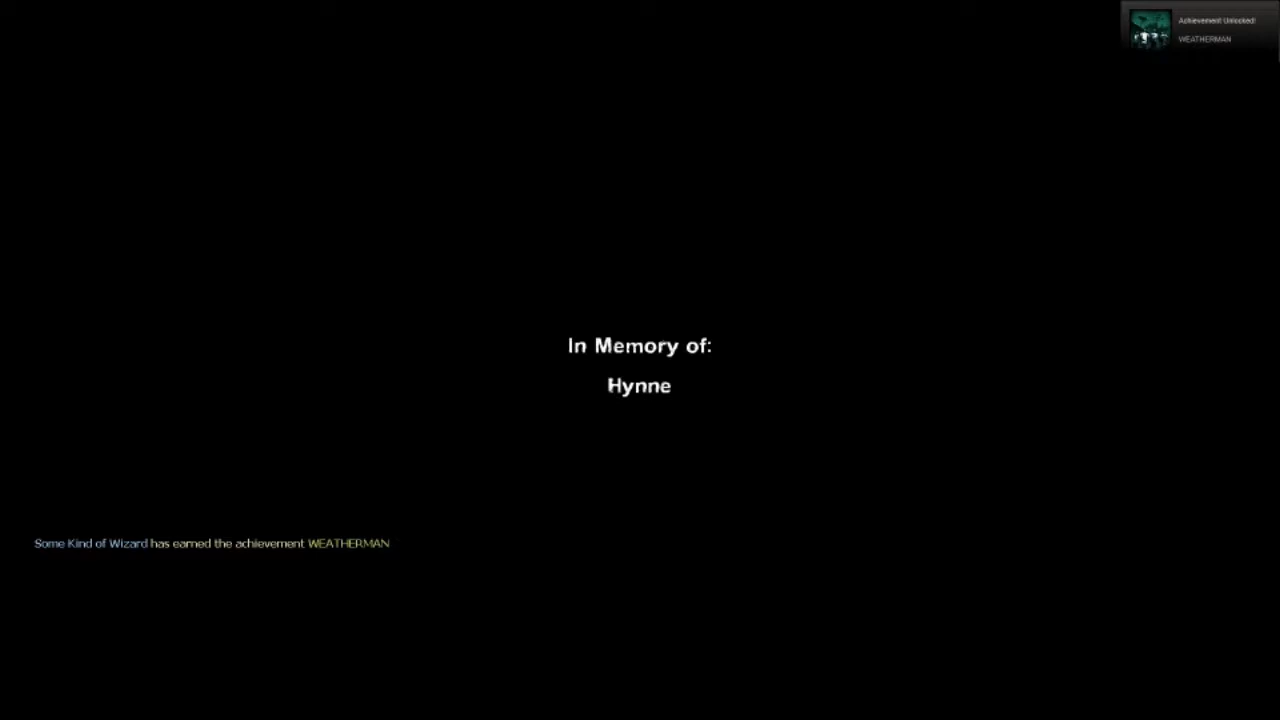 Achievement Unlocked!
WEATHERMAN
In Memory of:
Hynne
Some Kind of Wizard has earned the achievement WEATHERMAN